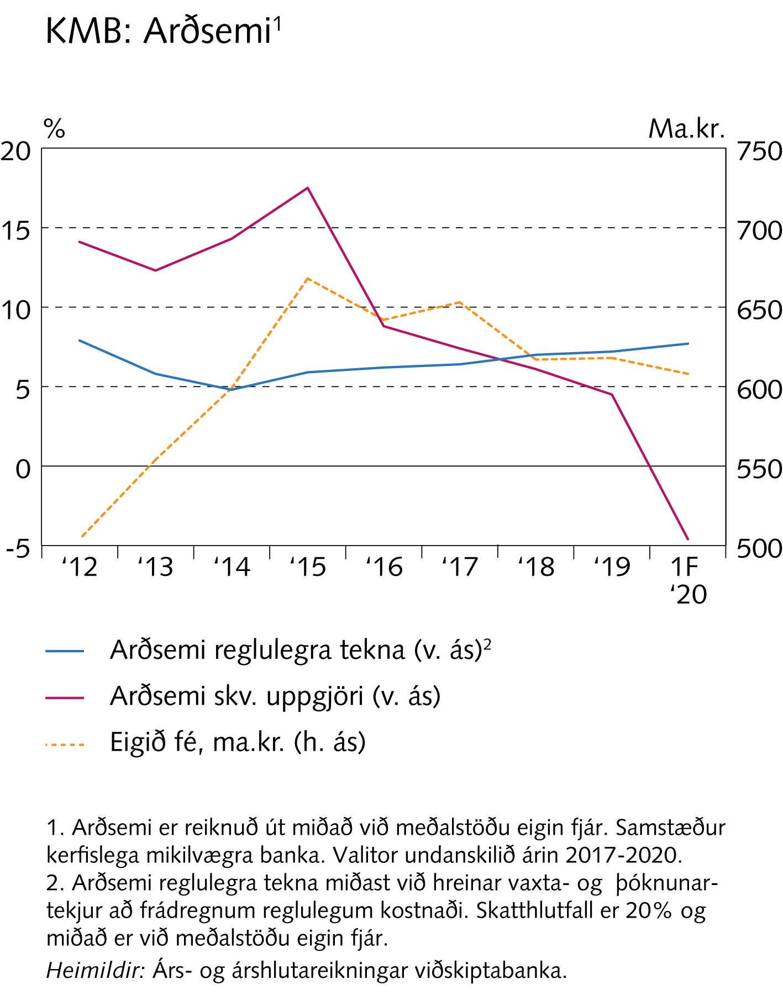 KMB: Arðsemi¹
% Ma.kr.
20 750
15 700
10 650
5 600
0 550
-5 500
‘12 ‘13 ‘14 ‘15 ‘16 ‘17 ‘18 ‘19 1F
‘20
Arðsemi reglulegra tekna (v. ás)²
Arðsemi skv. uppgjöri (v. ás)
Eigið fé, ma.kr. (h. ás)
1. Arðsemi er reiknuð út miðað við meðalstöðu eigin fjár. Samstæður
kerfislega mikilvægra banka. Valitor undanskilið árin 2017-2020.
2. Arðsemi reglulegra tekna miðast við hreinar vaxta- og þóknunar-
tekjur að frádregnum reglulegum kostnaði. Skatthlutfall er 20% og
miðað er við meðalstöðu eigin fjár.
Heimildir: Árs- og árshlutareikningar viðskiptabanka.